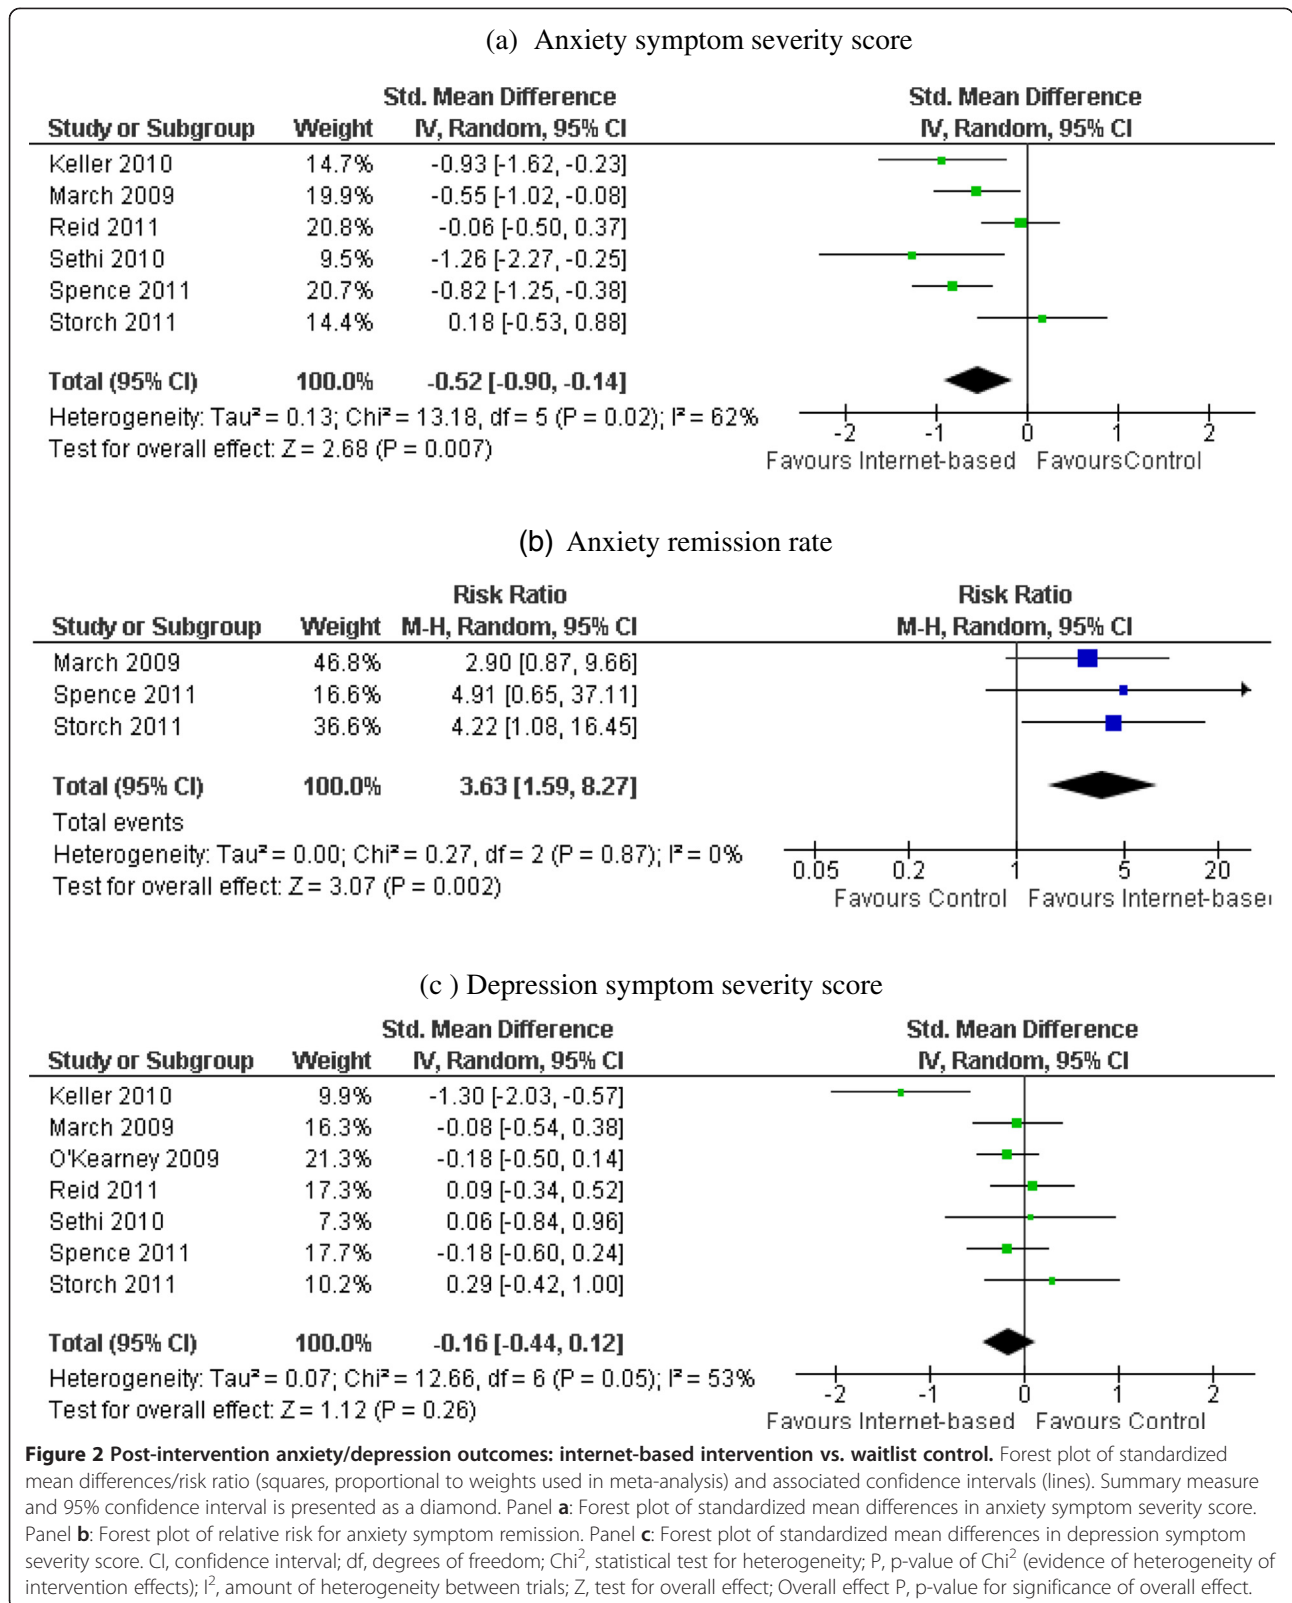 (a) Anxiety symptom severity score
Std. Mean Difference Std. Mean Difference
Study or Subgroup Weight IV, Random, 95% CI IV, Random, 95% CI
Keller 2010 14.7% -0.93 [-1.62, -0.23]
March 2009 19.9% -0.55 [-1.02, -0.08]
Reid 2011 20.8% -0.06 [-0.50, 0.37]
Sethi 2010 9.5% -1.26 [-2.27, -0.25]
Spence 2011 20.7% -0.82 [-1.25, -0.38]
Storch 2011 14.4% 0.18 [-0.53, 0.88]
Total (95% CI) 100.0% -0.52 [-0.90, -0.14]
Heterogeneity: Tau² = 0.13; Chi² = 13.18, df = 5 (P = 0.02); I² = 62%
Test for overall effect: Z = 2.68 (P = 0.007)
-2 -1 0 1 2
Favours Internet-based FavoursControl
(b) Anxiety remission rate
Risk Ratio Risk Ratio
Study or Subgroup Weight M-H, Random, 95% CI M-H, Random, 95% CI
March 2009 46.8% 2.90 [0.87, 9.66]
Spence 2011 16.6% 4.91 [0.65, 37.11]
Storch 2011 36.6% 4.22 [1.08, 16.45]
Total (95% CI) 100.0% 3.63 [1.59, 8.27]
Total events
Heterogeneity: Tau² = 0.00; Chi² = 0.27, df = 2 (P = 0.87); I² = 0%
Test for overall effect: Z = 3.07 (P = 0.002)
0.05 0.2 1 5 20
Favours Control Favours Internet-base
(c ) Depression symptom severity score
Std. Mean Difference Std. Mean Difference
Study or Subgroup Weight IV, Random, 95% CI IV, Random, 95% CI
Keller 2010 9.9% -1.30 [-2.03, -0.57]
March 2009 16.3% -0.08 [-0.54, 0.38]
O'Kearney 2009 21.3% -0.18 [-0.50, 0.14]
Reid 2011 17.3% 0.09 [-0.34, 0.52]
Sethi 2010 7.3% 0.06 [-0.84, 0.96]
Spence 2011 17.7% -0.18 [-0.60, 0.24]
Storch 2011 10.2% 0.29 [-0.42, 1.00]
Total (95% CI) 100.0% -0.16 [-0.44, 0.12]
Heterogeneity: Tau² = 0.07; Chi² = 12.66, df = 6 (P = 0.05); I² = 53%
Test for overall effect: Z = 1.12 (P = 0.26)
-2 -1 0 1 2
Favours Internet-based Favours Control
Figure 2 Post-intervention anxiety/depression outcomes: internet-based intervention vs. waitlist control. Forest plot of standardized
mean differences/risk ratio (squares, proportional to weights used in meta-analysis) and associated confidence intervals (lines). Summary measure
and 95% confidence interval is presented as a diamond. Panel a: Forest plot of standardized mean differences in anxiety symptom severity score.
Panel b: Forest plot of relative risk for anxiety symptom remission. Panel c: Forest plot of standardized mean differences in depression symptom
severity score. CI, confidence interval; df, degrees of freedom; Chi², statistical test for heterogeneity; P, p-value of Chi² (evidence of heterogeneity of
intervention effects); I², amount of heterogeneity between trials; Z, test for overall effect; Overall effect P, p-value for significance of overall effect.